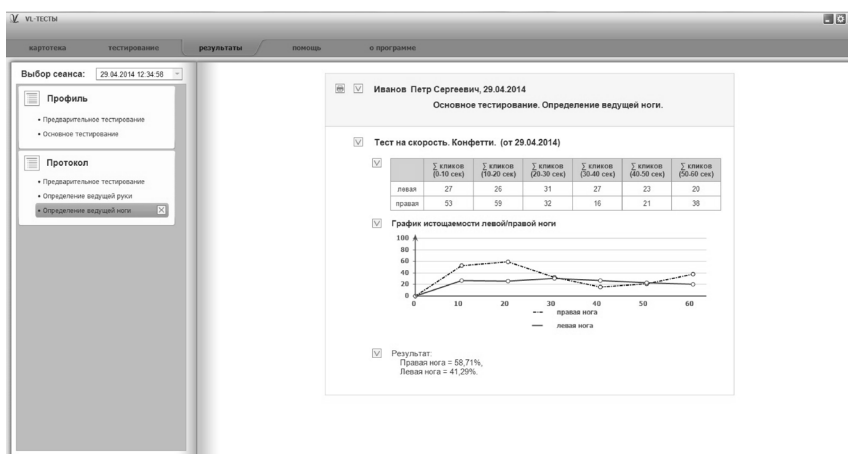 VL-ТЕСТЫ
картотека тестирование результаты помощь о программе
Выбор сеанса: 29.04.2014 12:34:58
Профиль
• Предварительное тестирование
• Основное тестирование
Протокол
• Предварительное тестирование
• Определение ведущей руки
• Определение ведущей ноги
Иванов Петр Сергеевич, 29.04.2014
Основное тестирование. Определение ведущей ноги.
Тест на скорость. Конфетти. (от 29.04.2014)
∑ кликов (0-10 сек) ∑ кликов (10-20 сек) ∑ кликов (20-30 сек) ∑ кликов (30-40 сек) ∑ кликов (40-50 сек) ∑ кликов (50-60 сек)
левая 27 26 31 27 23 20
правая 53 59 32 16 21 38
График истощаемости левой/правой ноги
100
80
60
40
20
0
0 10 20 30 40 50 60
правая нога
левая нога
Результат:
Правая нога = 58,71%,
Левая нога = 41,29%.